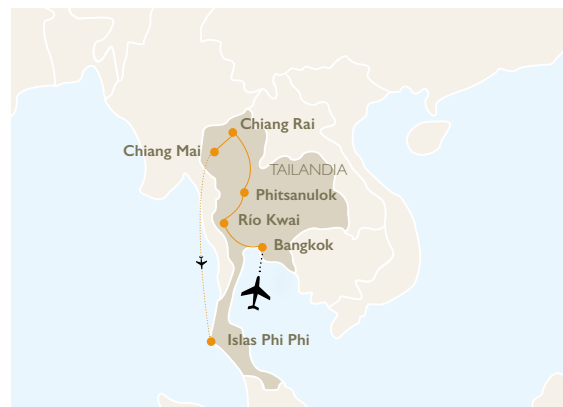 Chiang Rai
Chiang Mai
TAILANDIA
Phitsanulok
Río Kwai
Bangkok
Islas Phi Phi